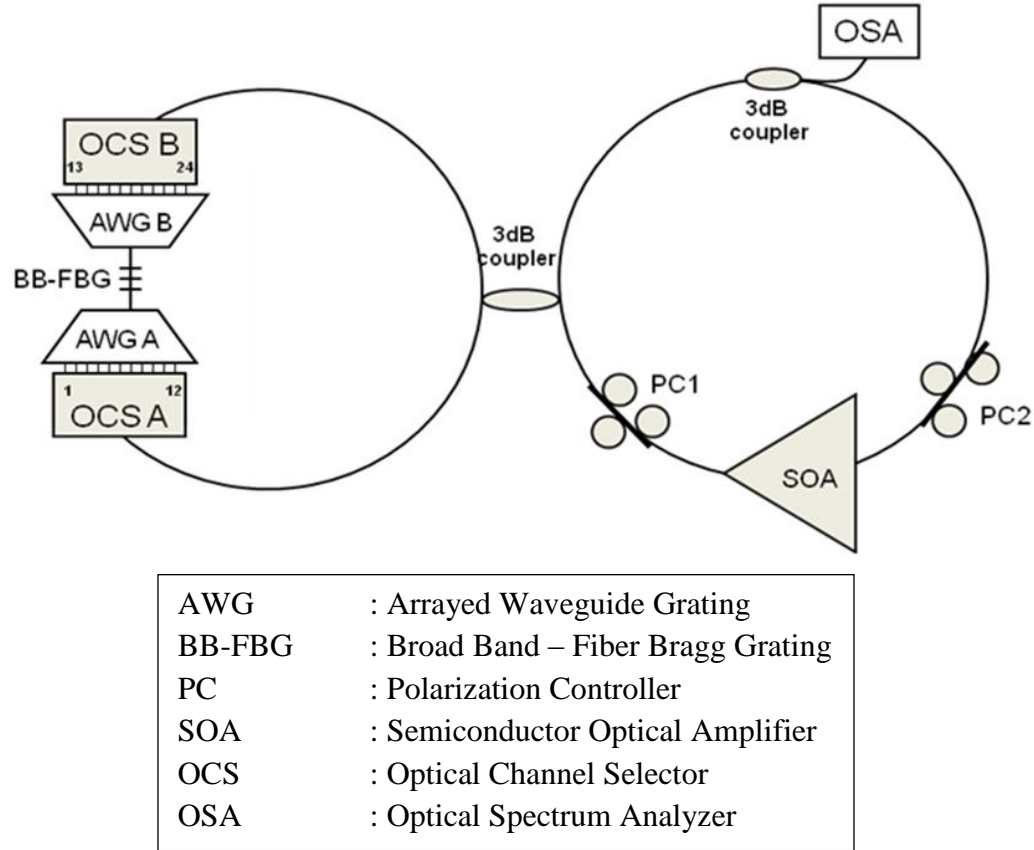 OSA
3dB
coupler
OCS B
13 24
AWG B
BB-FBG
AWG A
1 12
OCS A
3dB
coupler
PC1
PC2
SOA
AWG : Arrayed Waveguide Grating
BB-FBG : Broad Band – Fiber Bragg Grating
PC : Polarization Controller
SOA : Semiconductor Optical Amplifier
OCS : Optical Channel Selector
OSA : Optical Spectrum Analyzer